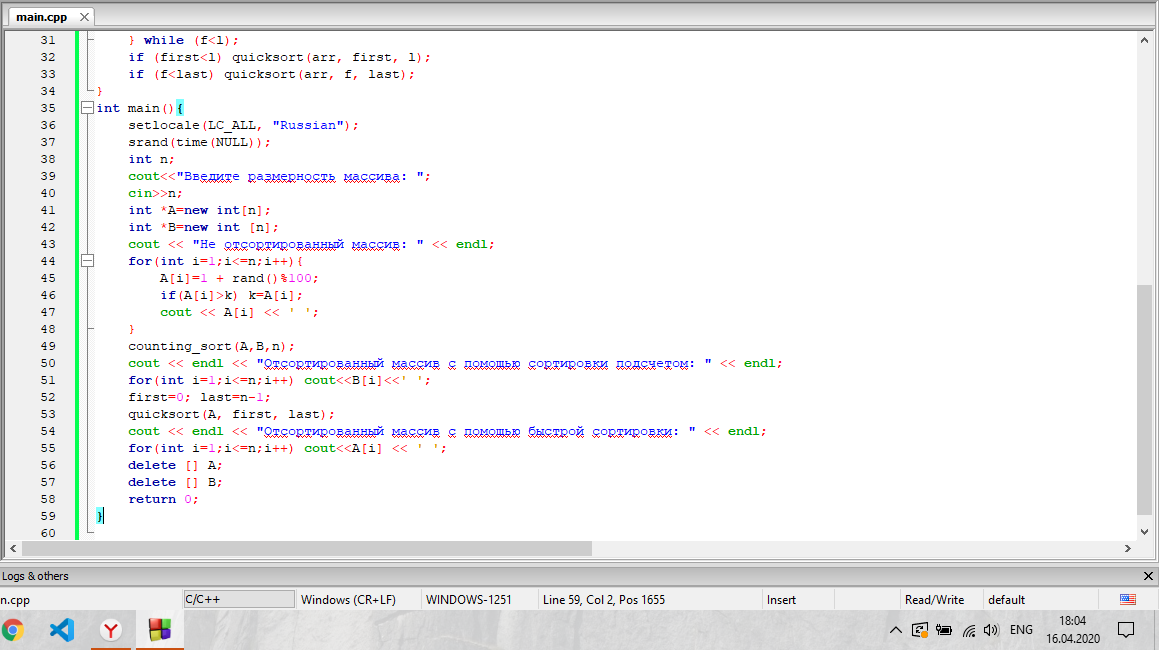 main.cpp
31 } while (f<l);
32 if (first<l) quicksort(arr, first, l);
33 if (f<last) quicksort(arr, f, last);
34 }
35 int main(){
36 setlocale(LC_ALL, "Russian");
37 srand(time(NULL));
38 int n;
39 cout<<"Введите размерность массива: ";
40 cin>>n;
41 int *A=new int[n];
42 int *B=new int [n];
43 cout << "Не отсортированный массив: " << endl;
44 for(int i=1;i<=n;i++){
45 A[i]=1 + rand()%100;
46 if(A[i]>k) k=A[i];
47 cout << A[i] << ' ';
48 }
49 counting_sort(A,B,n);
50 cout << endl << "Отсортированный массив с помощью сортировки подсчетом: " << endl;
51 for(int i=1;i<=n;i++) cout<<B[i]<<' ';
52 first=0; last=n-1;
53 quicksort(A, first, last);
54 cout << endl << "Отсортированный массив с помощью быстрой сортировки: " << endl;
55 for(int i=1;i<=n;i++) cout<<A[i] << ' ';
56 delete [] A;
57 delete [] B;
58 return 0;
59 }
60
Logs & others
n.cpp C/C++ Windows (CR+LF) WINDOWS-1251 Line 59, Col 2, Pos 1655 Insert Read/Write default
ENG 18:04
16.04.2020